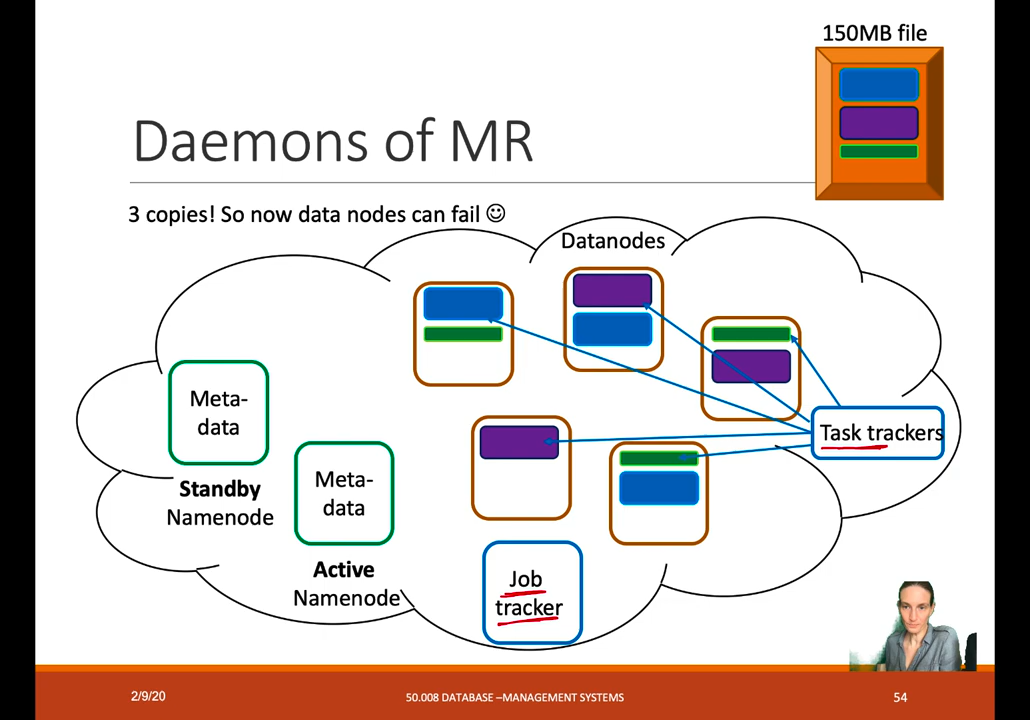 150MB file
Daemons of MR
3 copies! So now data nodes can fail ☺
Datanodes
Meta-
data
Standby
Namenode
Meta-
data
Active
Namenode
Task trackers
Job
tracker
2/9/20
50.008 DATABASE –MANAGEMENT SYSTEMS
54